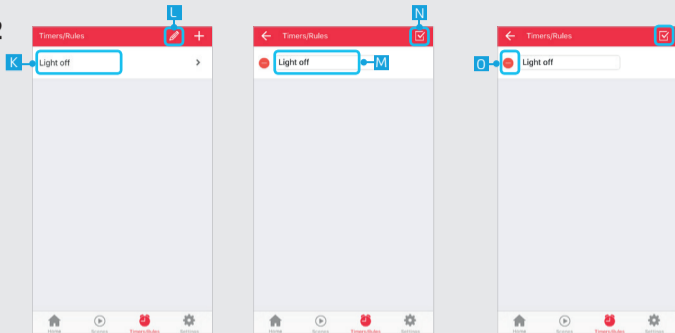 2
L
N
Timers/Rules
Timers/Rules
Timers/Rules
K
Light off
Light off
M
O
Light off
Home
Scenes
Timers/Rules
Settings
Home
Scenes
Timers/Rules
Settings
Home
Scenes
Timers/Rules
Settings